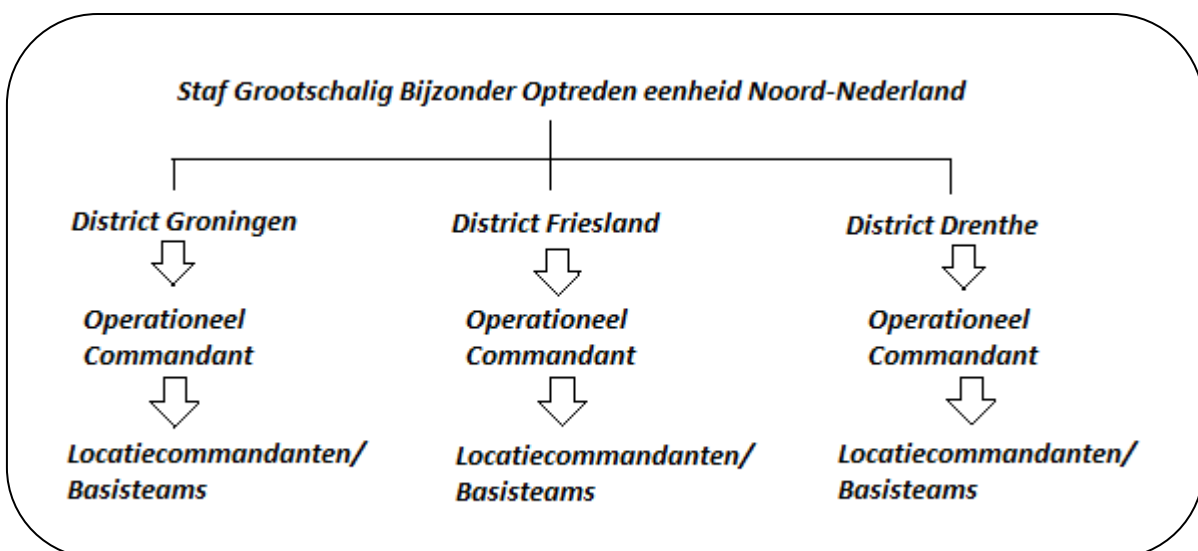 Staf Grootschalig Bijzonder Optreden eenheid Noord-Nederland
District Groningen
Operationeel
Commandant
Locatiecommandanten/
Basisteams
District Friesland
Operationeel
Commandant
Locatiecommandanten/
Basisteams
District Drenthe
Operationeel
Commandant
Locatiecommandanten/
Basisteams